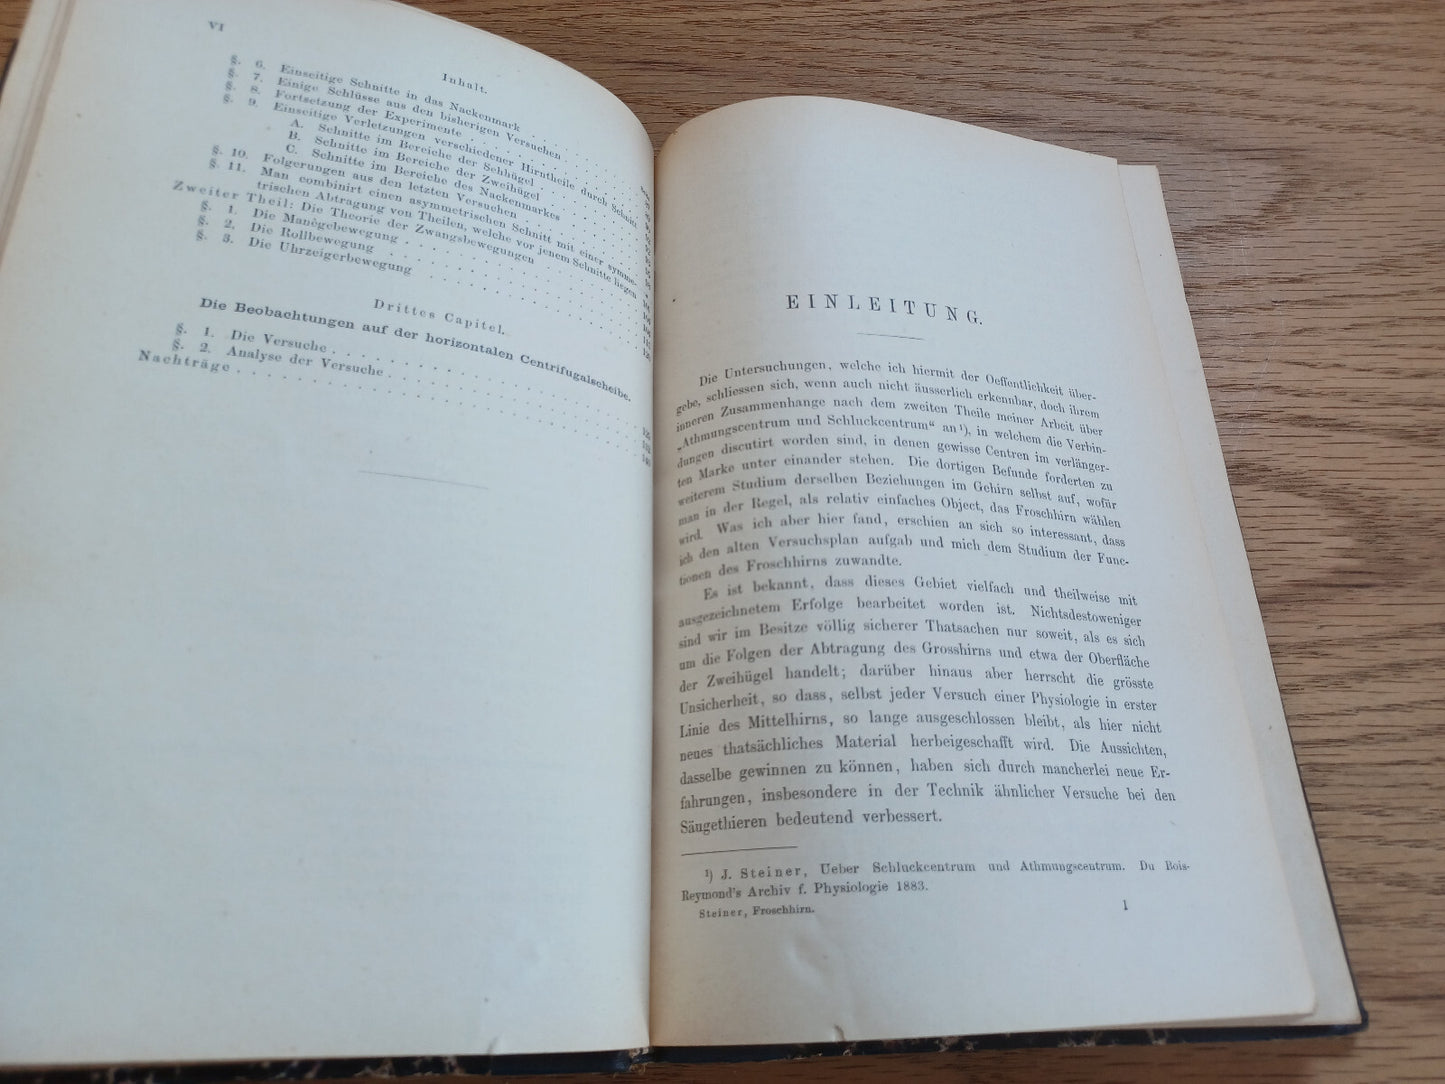 VI
Inhalt.
§. 6. Einseitige Schnitte in das Nackenmark
§. 7. Einige Schlüsse aus den bisherigen Versuchen
§. 8. Fortsetzung der Experimente
§. 9. Einseitige Verletzungen verschiedener Hirntheile durch Schnitt
A. Schnitte im Bereiche der Sehhügel
B. Schnitte im Bereiche der Zweihügel
C. Schnitte im Bereiche des Nackenmarkes
§. 10. Folgerungen aus den letzten Versuchen
§. 11. Man combinirt einen asymmetrischen Schnitt mit einer symme-
trischen Abtragung von Theilen, welche vor jenem Schnitte liegen
Zweiter Theil: Die Theorie der Zwangsbewegungen
§. 1. Die Manègebewegung
§. 2. Die Rollbewegung
§. 3. Die Uhrzeigerbewegung
Drittes Capitel.
Die Beobachtungen auf der horizontalen Centrifugalscheibe.
§. 1. Die Versuche
§. 2. Analyse der Versuche
Nachträge
EINLEITUNG.
Die Untersuchungen, welche ich hiermit der Oeffentlichkeit über-
gebe, schliessen sich, wenn auch nicht äusserlich erkennbar, doch ihrem
inneren Zusammenhange nach dem zweiten Theile meiner Arbeit über
„Athmungscentrum und Schluckcentrum“ an¹), in welchem die Verbin-
dungen discutirt worden sind, in denen gewisse Centren im verlänger-
ten Marke unter einander stehen. Die dortigen Befunde forderten zu
weiterem Studium derselben Beziehungen im Gehirn selbst auf, wofür
man in der Regel, als relativ einfaches Object, das Froschhirn wählen
wird. Was ich aber hier fand, erschien an sich so interessant, dass
ich den alten Versuchsplan aufgab und mich dem Studium der Func-
tionen des Froschhirns zuwandte.
Es ist bekannt, dass dieses Gebiet vielfach und theilweise mit
ausgezeichnetem Erfolge bearbeitet worden ist. Nichtsdestoweniger
sind wir im Besitze völlig sicherer Thatsachen nur soweit, als es sich
um die Folgen der Abtragung des Grosshirns und etwa der Oberfläche
der Zweihügel handelt; darüber hinaus aber herrscht die grösste
Unsicherheit, so dass, selbst jeder Versuch einer Physiologie in erster
Linie des Mittelhirns, so lange ausgeschlossen bleibt, als hier nicht
neues thatsächliches Material herbeigeschafft wird. Die Aussichten,
dasselbe gewinnen zu können, haben sich durch mancherlei neue Er-
fahrungen, insbesondere in der Technik ähnlicher Versuche bei den
Säugethieren bedeutend verbessert.
¹) J. Steiner, Ueber Schluckcentrum und Athmungscentrum. Du Bois-
Reymond's Archiv f. Physiologie 1883.
Steiner, Froschhirn. 1